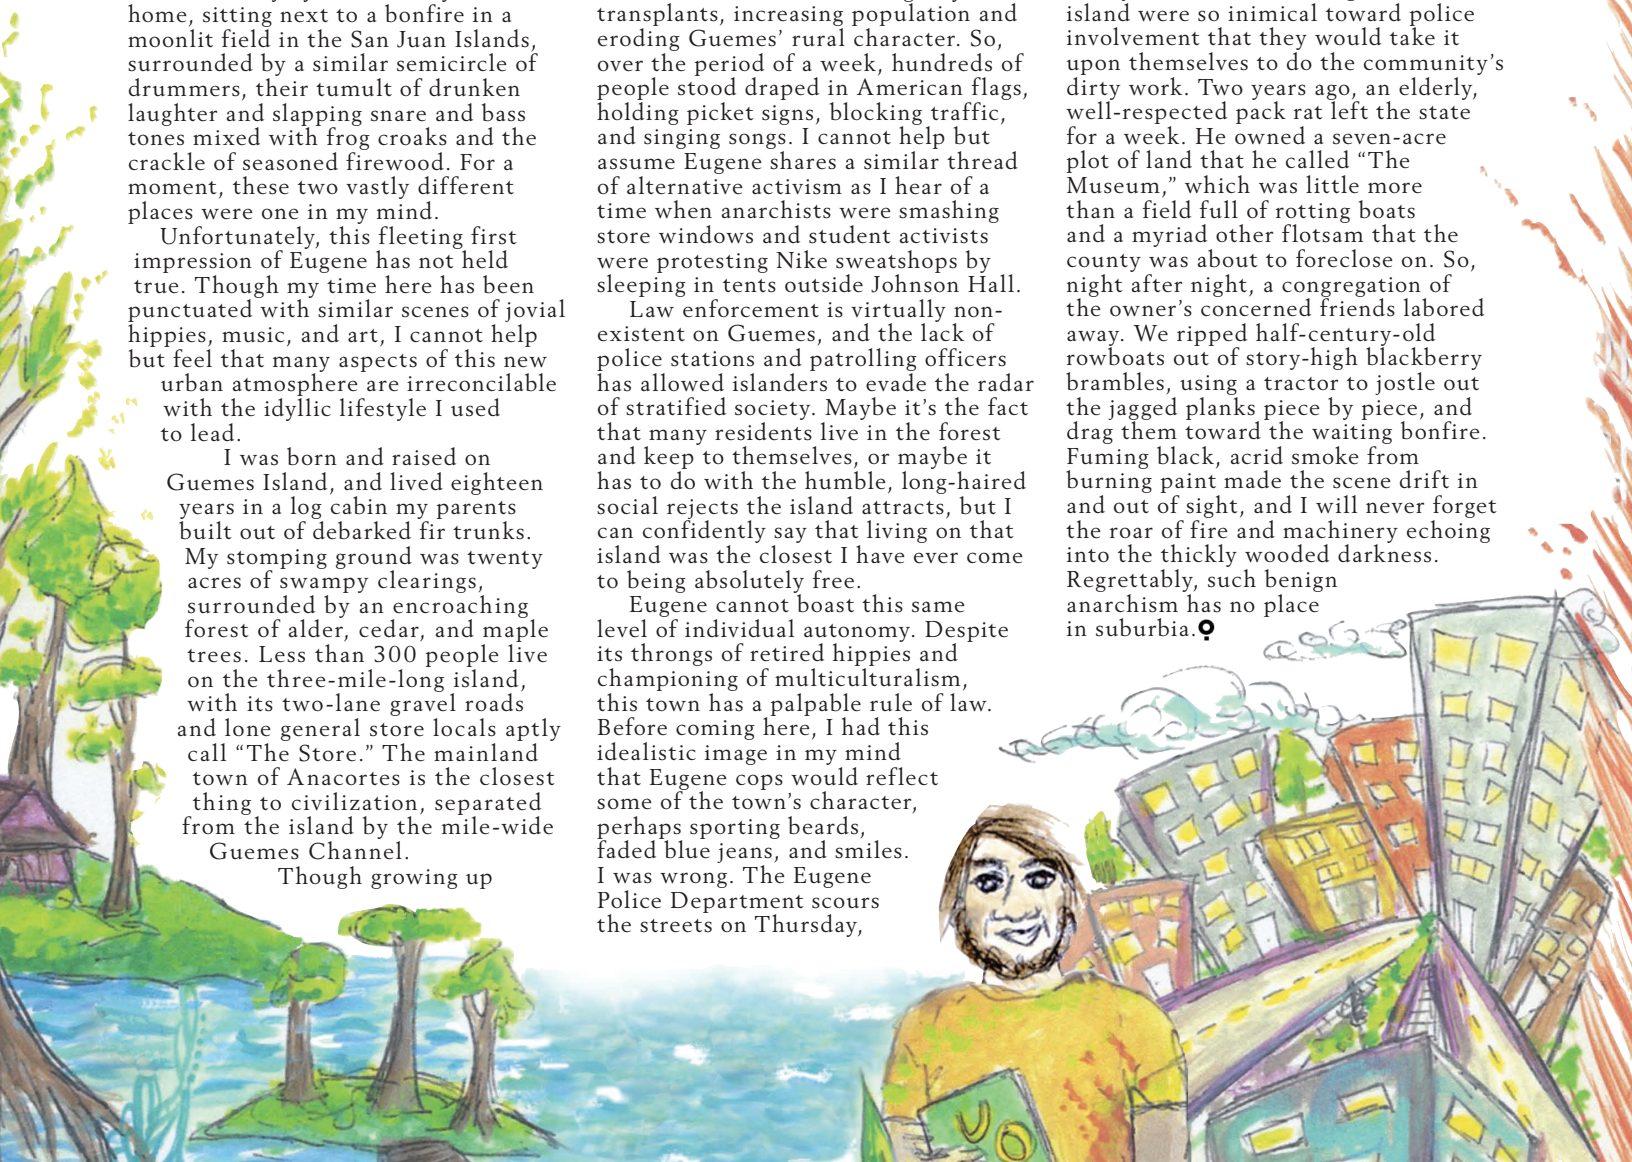 home, sitting next to a bonfire in a
moonlit field in the San Juan Islands,
surrounded by a similar semicircle of
drummers, their tumult of drunken
laughter and slapping snare and bass
tones mixed with frog croaks and the
crackle of seasoned firewood. For a
moment, these two vastly different
places were one in my mind.
Unfortunately, this fleeting first
impression of Eugene has not held
true. Though my time here has been
punctuated with similar scenes of jovial
hippies, music, and art, I cannot help
but feel that many aspects of this new
urban atmosphere are irreconcilable
with the idyllic lifestyle I used
to lead.
I was born and raised on
Guemes Island, and lived eighteen
years in a log cabin my parents
built out of debarked fir trunks.
My stomping ground was twenty
acres of swampy clearings,
surrounded by an encroaching
forest of alder, cedar, and maple
trees. Less than 300 people live
on the three-mile-long island,
with its two-lane gravel roads
and lone general store locals aptly
call “The Store.” The mainland
town of Anacortes is the closest
thing to civilization, separated
from the island by the mile-wide
Guemes Channel.
Though growing up
transplants, increasing population and
eroding Guemes’ rural character. So,
over the period of a week, hundreds of
people stood draped in American flags,
holding picket signs, blocking traffic,
and singing songs. I cannot help but
assume Eugene shares a similar thread
of alternative activism as I hear of a
time when anarchists were smashing
store windows and student activists
were protesting Nike sweatshops by
sleeping in tents outside Johnson Hall.
Law enforcement is virtually non-
existent on Guemes, and the lack of
police stations and patrolling officers
has allowed islanders to evade the radar
of stratified society. Maybe it’s the fact
that many residents live in the forest
and keep to themselves, or maybe it
has to do with the humble, long-haired
social rejects the island attracts, but I
can confidently say that living on that
island was the closest I have ever come
to being absolutely free.
Eugene cannot boast this same
level of individual autonomy. Despite
its throngs of retired hippies and
championing of multiculturalism,
this town has a palpable rule of law.
Before coming here, I had this
idealistic image in my mind
that Eugene cops would reflect
some of the town’s character,
perhaps sporting beards,
faded blue jeans, and smiles.
I was wrong. The Eugene
Police Department scours
the streets on Thursday,
island were so inimical toward police
involvement that they would take it
upon themselves to do the community’s
dirty work. Two years ago, an elderly,
well-respected pack rat left the state
for a week. He owned a seven-acre
plot of land that he called “The
Museum,” which was little more
than a field full of rotting boats
and a myriad other flotsam that the
county was about to foreclose on. So,
night after night, a congregation of
the owner’s concerned friends labored
away. We ripped half-century-old
rowboats out of story-high blackberry
brambles, using a tractor to jostle out
the jagged planks piece by piece, and
drag them toward the waiting bonfire.
Fuming black, acrid smoke from
burning paint made the scene drift in
and out of sight, and I will never forget
the roar of fire and machinery echoing
into the thickly wooded darkness.
Regrettably, such benign
anarchism has no place
in suburbia.
UO